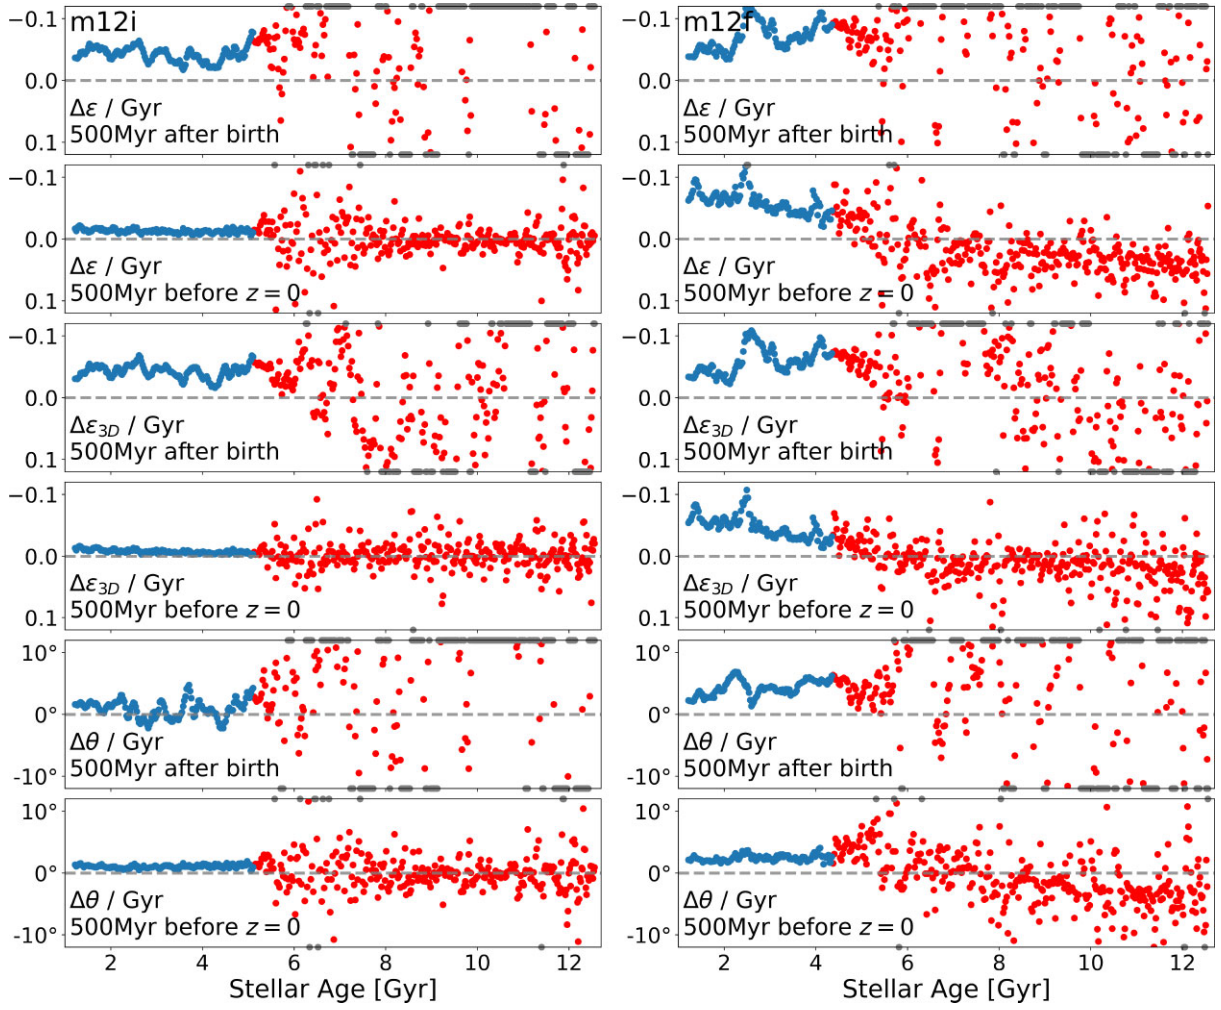 m12i
−0.1
0.0
0.1
Δε / Gyr
500Myr after birth
−0.1
0.0
0.1
Δε / Gyr
500Myr before z = 0
−0.1
0.0
0.1
Δε3D / Gyr
500Myr after birth
−0.1
0.0
0.1
Δε3D / Gyr
500Myr before z = 0
10°
0°
-10°
Δθ / Gyr
500Myr after birth
10°
0°
-10°
Δθ / Gyr
500Myr before z = 0
2 4 6 8 10 12
Stellar Age [Gyr]
m12f
−0.1
0.0
0.1
Δε / Gyr
500Myr after birth
−0.1
0.0
0.1
Δε / Gyr
500Myr before z = 0
−0.1
0.0
0.1
Δε3D / Gyr
500Myr after birth
−0.1
0.0
0.1
Δε3D / Gyr
500Myr before z = 0
10°
0°
-10°
Δθ / Gyr
500Myr after birth
10°
0°
-10°
Δθ / Gyr
500Myr before z = 0
2 4 6 8 10 12
Stellar Age [Gyr]